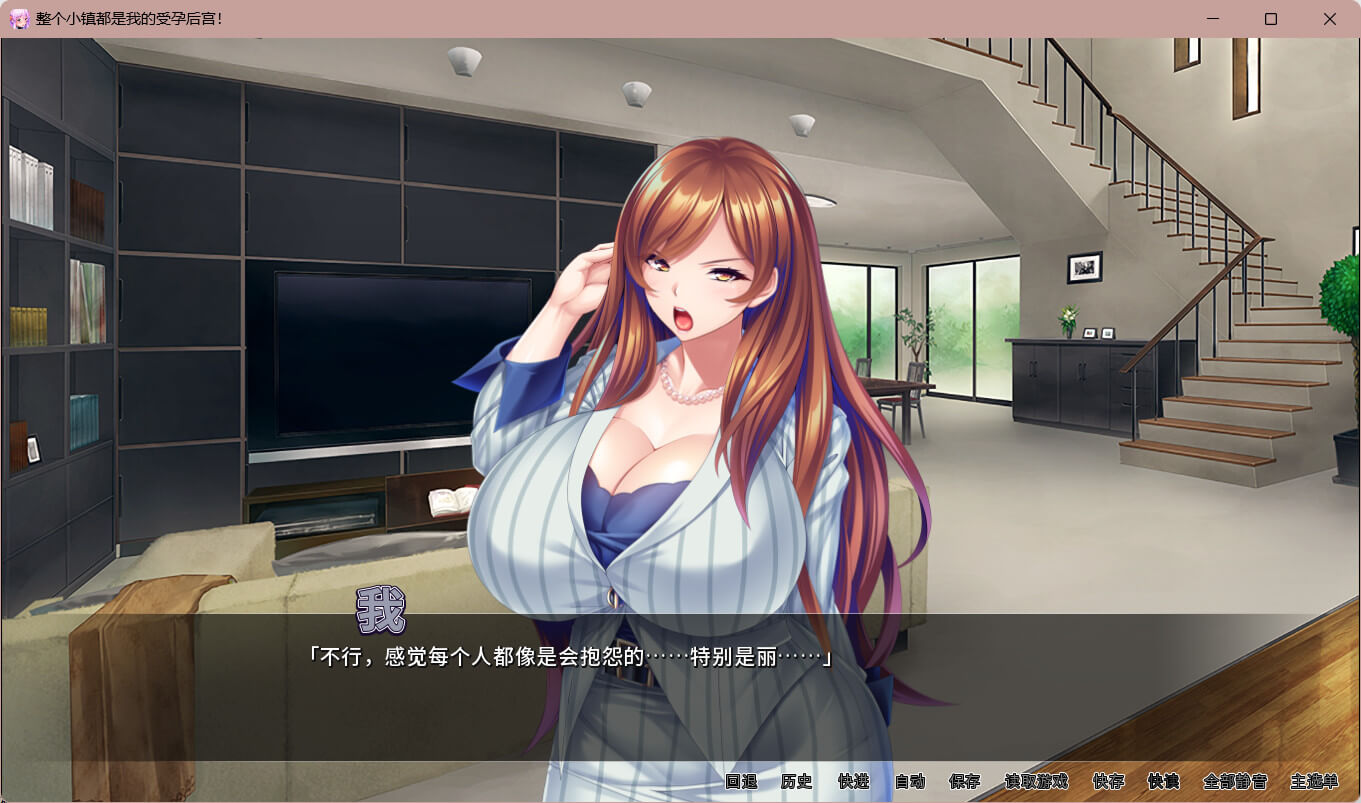 整个小镇都是我的受孕后宫！
我
「不行，感觉每个人都像是会抱怨的……特别是丽……」
回退 历史 快进 自动 保存 读取游戏 快存 快读 全部静音 主选单